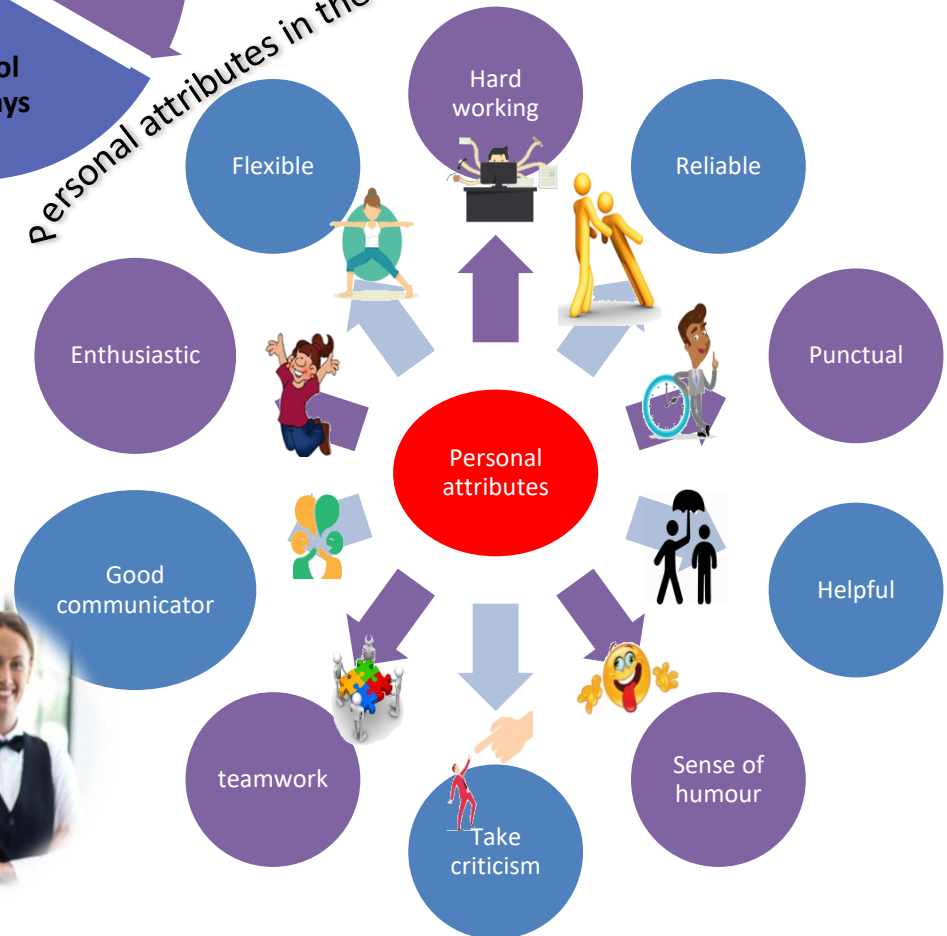 Personal attributes in the
Hard
working
Reliable
Punctual
Helpful
Sense of
humour
Take
criticism
teamwork
Good
communicator
Enthusiastic
Flexible
Personal
attributes